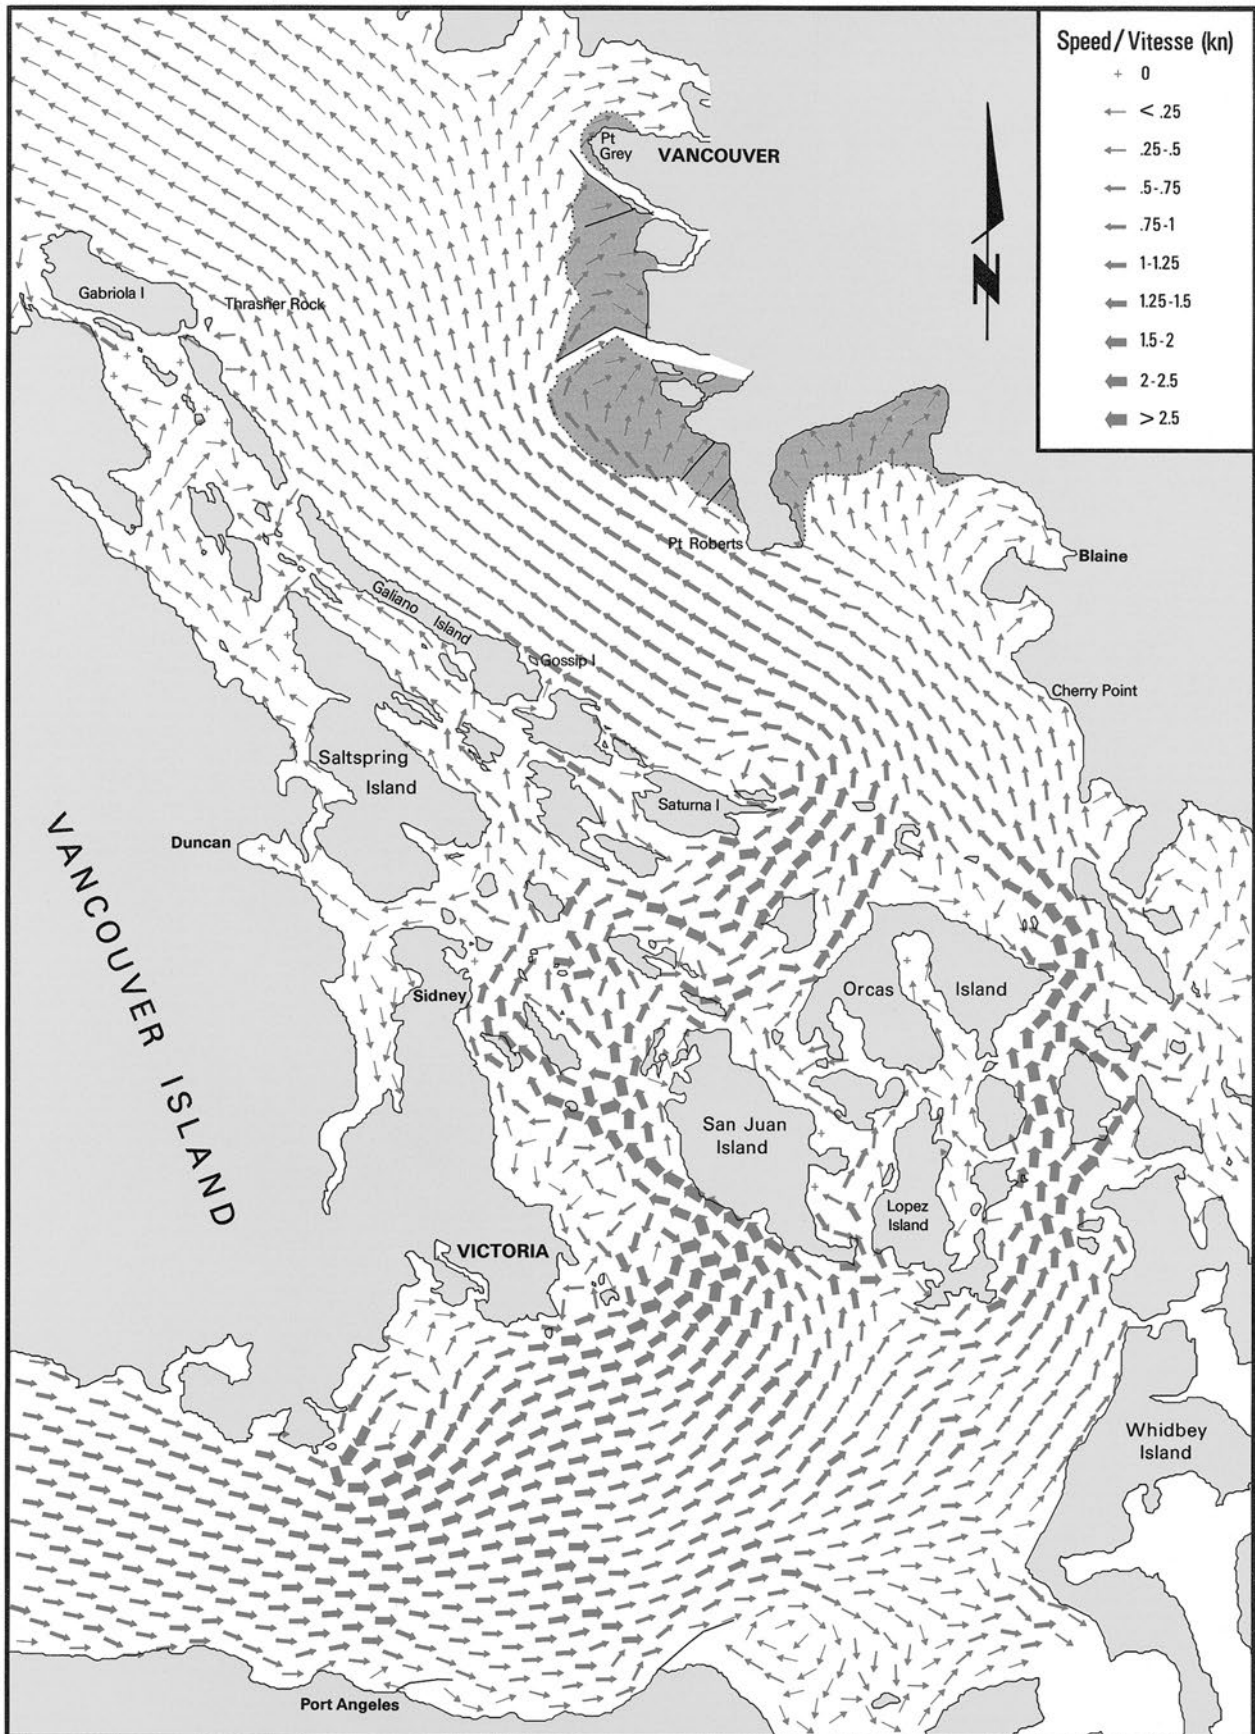 Speed/Vitesse (kn)
0
< .25
.25-.5
.5-.75
.75-1
1-1.25
1.25-1.5
1.5-2
2-2.5
> 2.5
N
Pt
Grey
VANCOUVER
Gabriola I
Thrasher Rock
Pt Roberts
Blaine
Galiano
Island
Gossip I
Cherry Point
Saltspring
Island
Saturna I
Duncan
VANCOUVER ISLAND
Sidney
Orcas
Island
San Juan
Island
Lopez
Island
VICTORIA
Whidbey
Island
Port Angeles